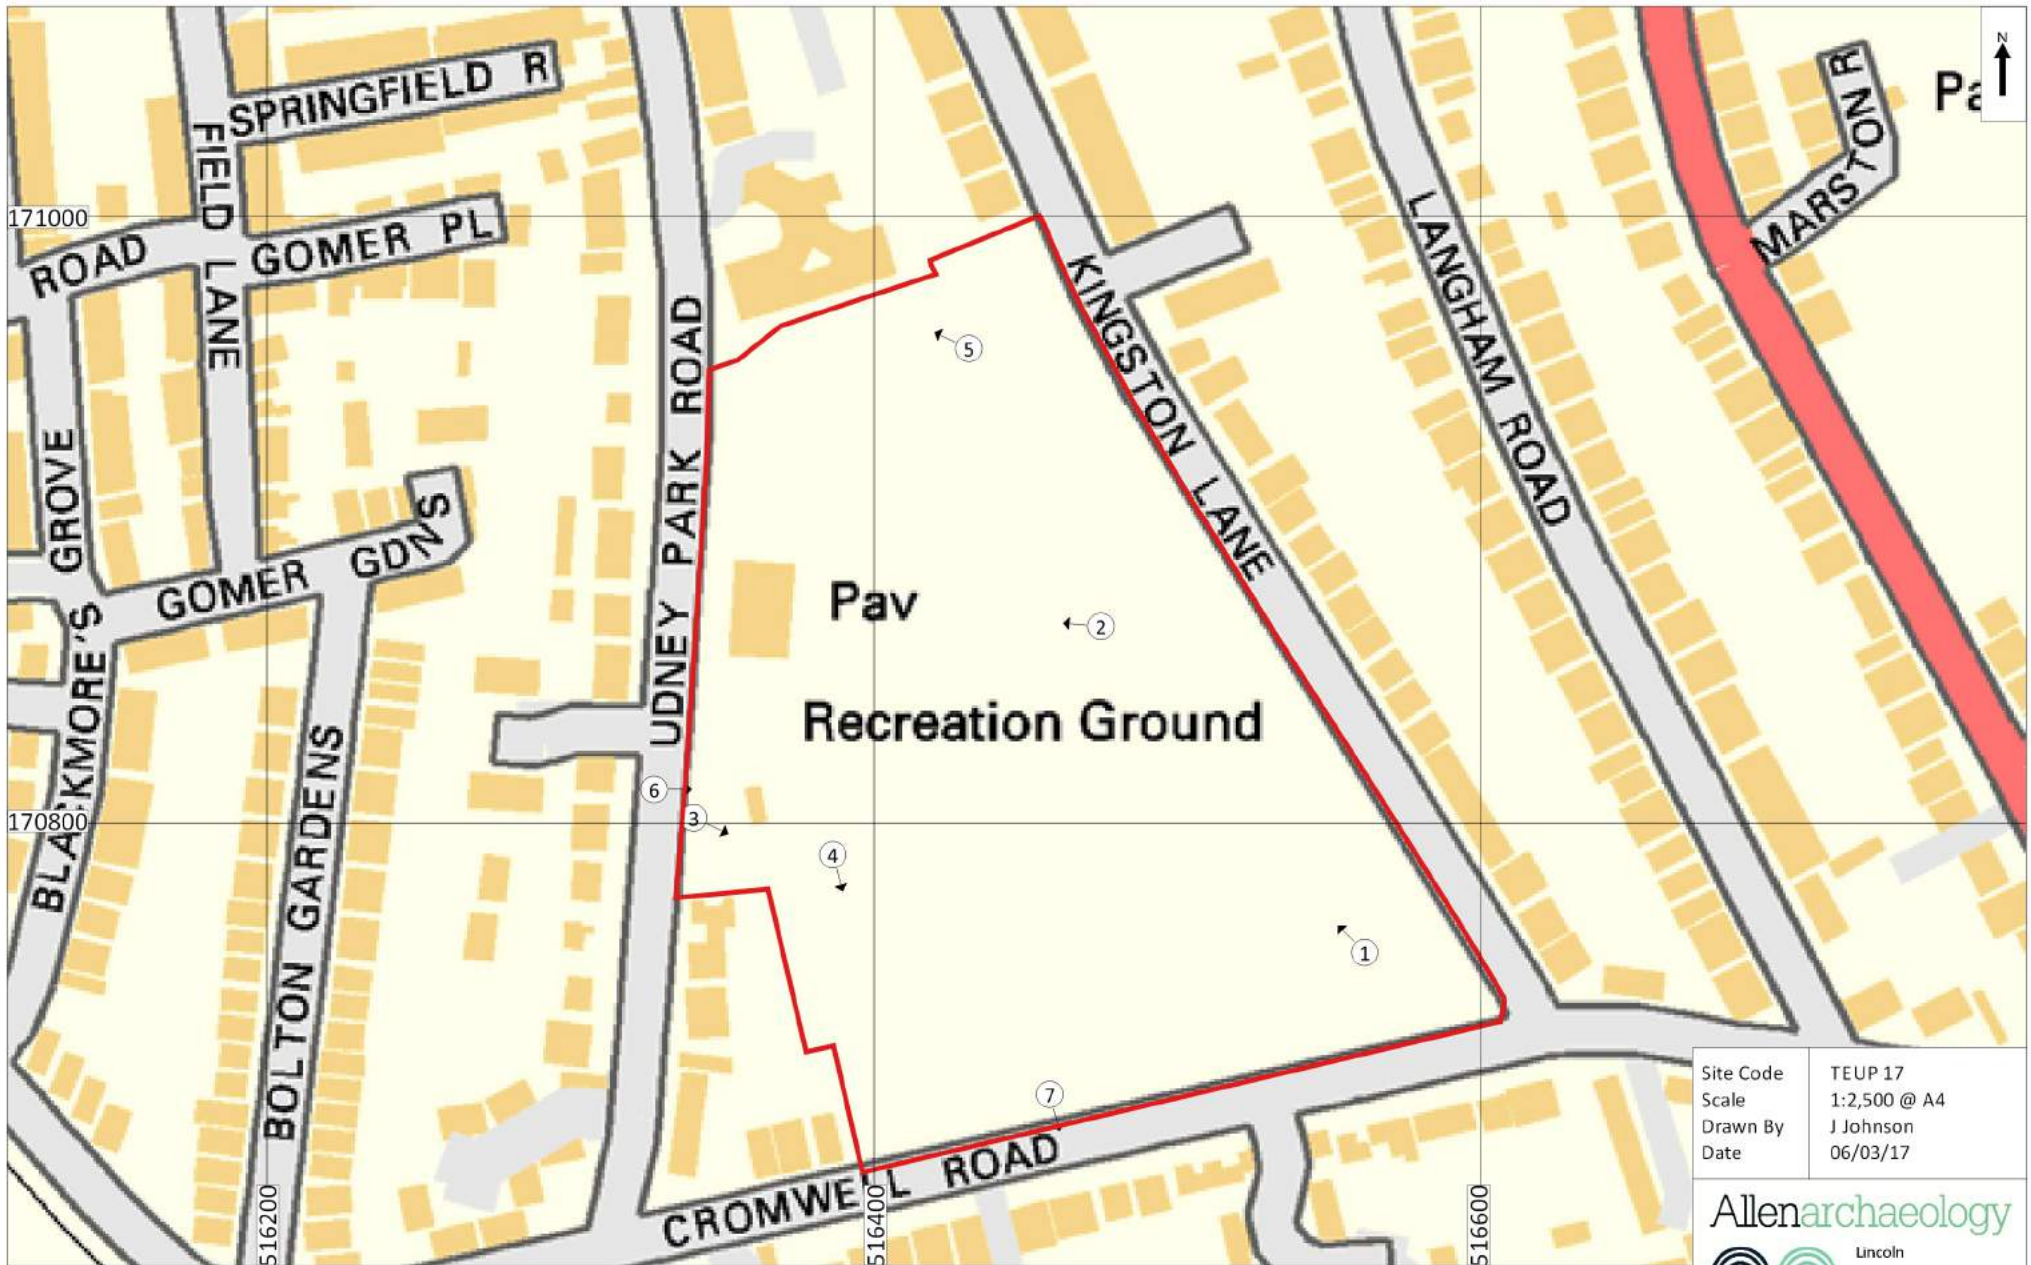 N
SPRINGFIELD R
FIELD LANE
GOMER PL
ROAD
171000
GROVE
BLACKMORE'S
GOMER GDNS
BOLTON GARDENS
UDNEY PARK ROAD
KINGSTON LANE
LANGHAM ROAD
MARSTON R
Pa
5
Pav
2
Recreation Ground
6
3
170800
4
1
7
CROMWELL ROAD
516200
516400
516600
Site Code TEUP 17
Scale 1:2,500 @ A4
Drawn By J Johnson
Date 06/03/17
Allenarchaeology
Lincoln